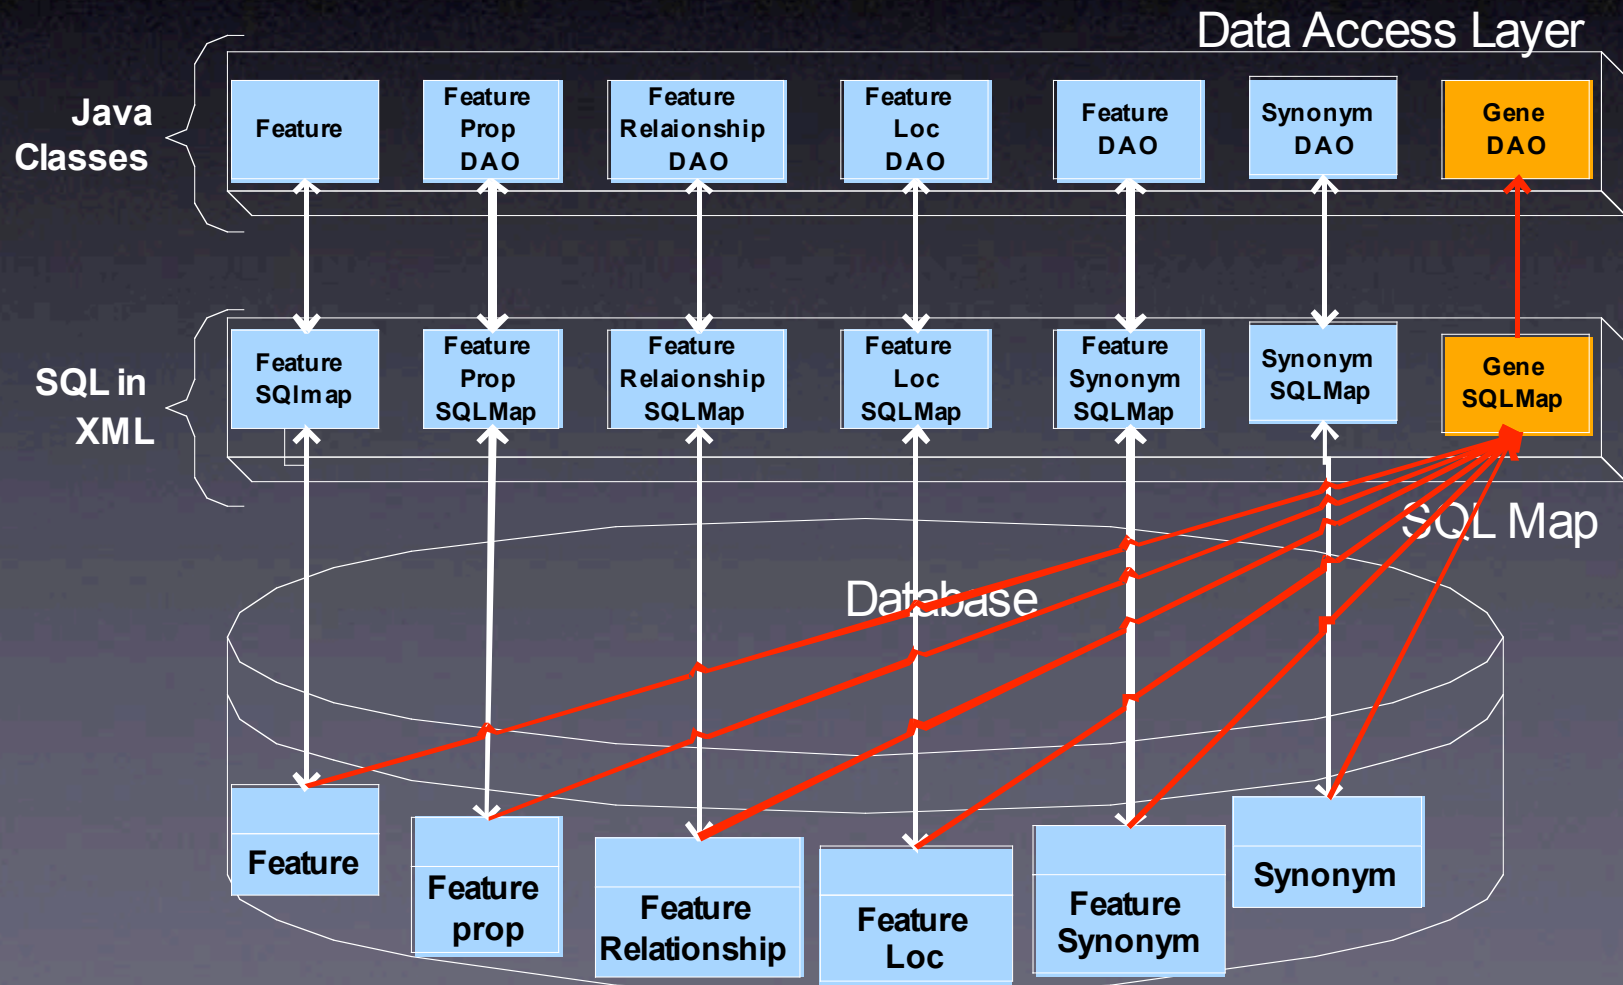 Data Access Layer
Java
Classes
Feature
Feature
Prop
DAO
Feature
Relaionship
DAO
Feature
Loc
DAO
Feature
DAO
Synonym
DAO
Gene
DAO
SQL in
XML
Feature
SQlmap
Feature
Prop
SQLMap
Feature
Relaionship
SQLMap
Feature
Loc
SQLMap
Feature
Synonym
SQLMap
Synonym
SQLMap
Gene
SQLMap
SQL Map
Database
Feature
Feature
prop
Feature
Relationship
Feature
Loc
Feature
Synonym
Synonym